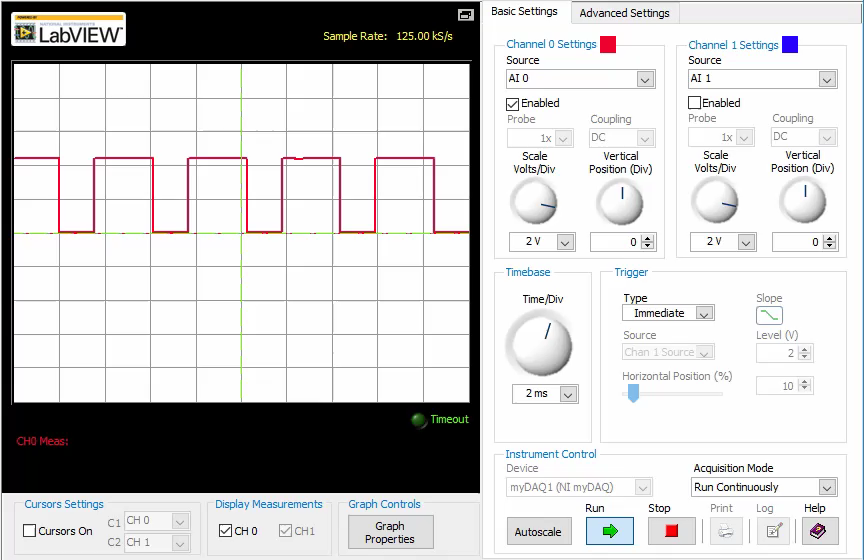 POWERED BY
NATIONAL INSTRUMENTS
LabVIEW™
Sample Rate: 125.00 kS/s
Timeout
CH0 Meas:
Cursors Settings
Cursors On
C1 CH 0
C2 CH 1
Display Measurements
CH 0
CH1
Graph Controls
Graph
Properties
Basic Settings
Advanced Settings
Channel 0 Settings
Source
AI 0
Enabled
Probe
Coupling
1x
DC
Scale
Volts/Div
Vertical
Position (Div)
2 V
0
Channel 1 Settings
Source
AI 1
Enabled
Probe
Coupling
1x
DC
Scale
Volts/Div
Vertical
Position (Div)
2 V
0
Timebase
Time/Div
2 ms
Trigger
Type
Immediate
Source
Chan 1 Source
Horizontal Position (%)
Slope
Level (V)
2
10
Instrument Control
Device
myDAQ1 (NI myDAQ)
Acquisition Mode
Run Continuously
Autoscale
Run
Stop
Print
Log
Help